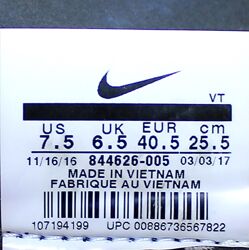 VT
US UK EUR cm
7.5 6.5 40.5 25.5
11/16/16 844626-005 03/03/17
MADE IN VIETNAM
FABRIQUE AU VIETNAM
107194199 UPC 00886736567822